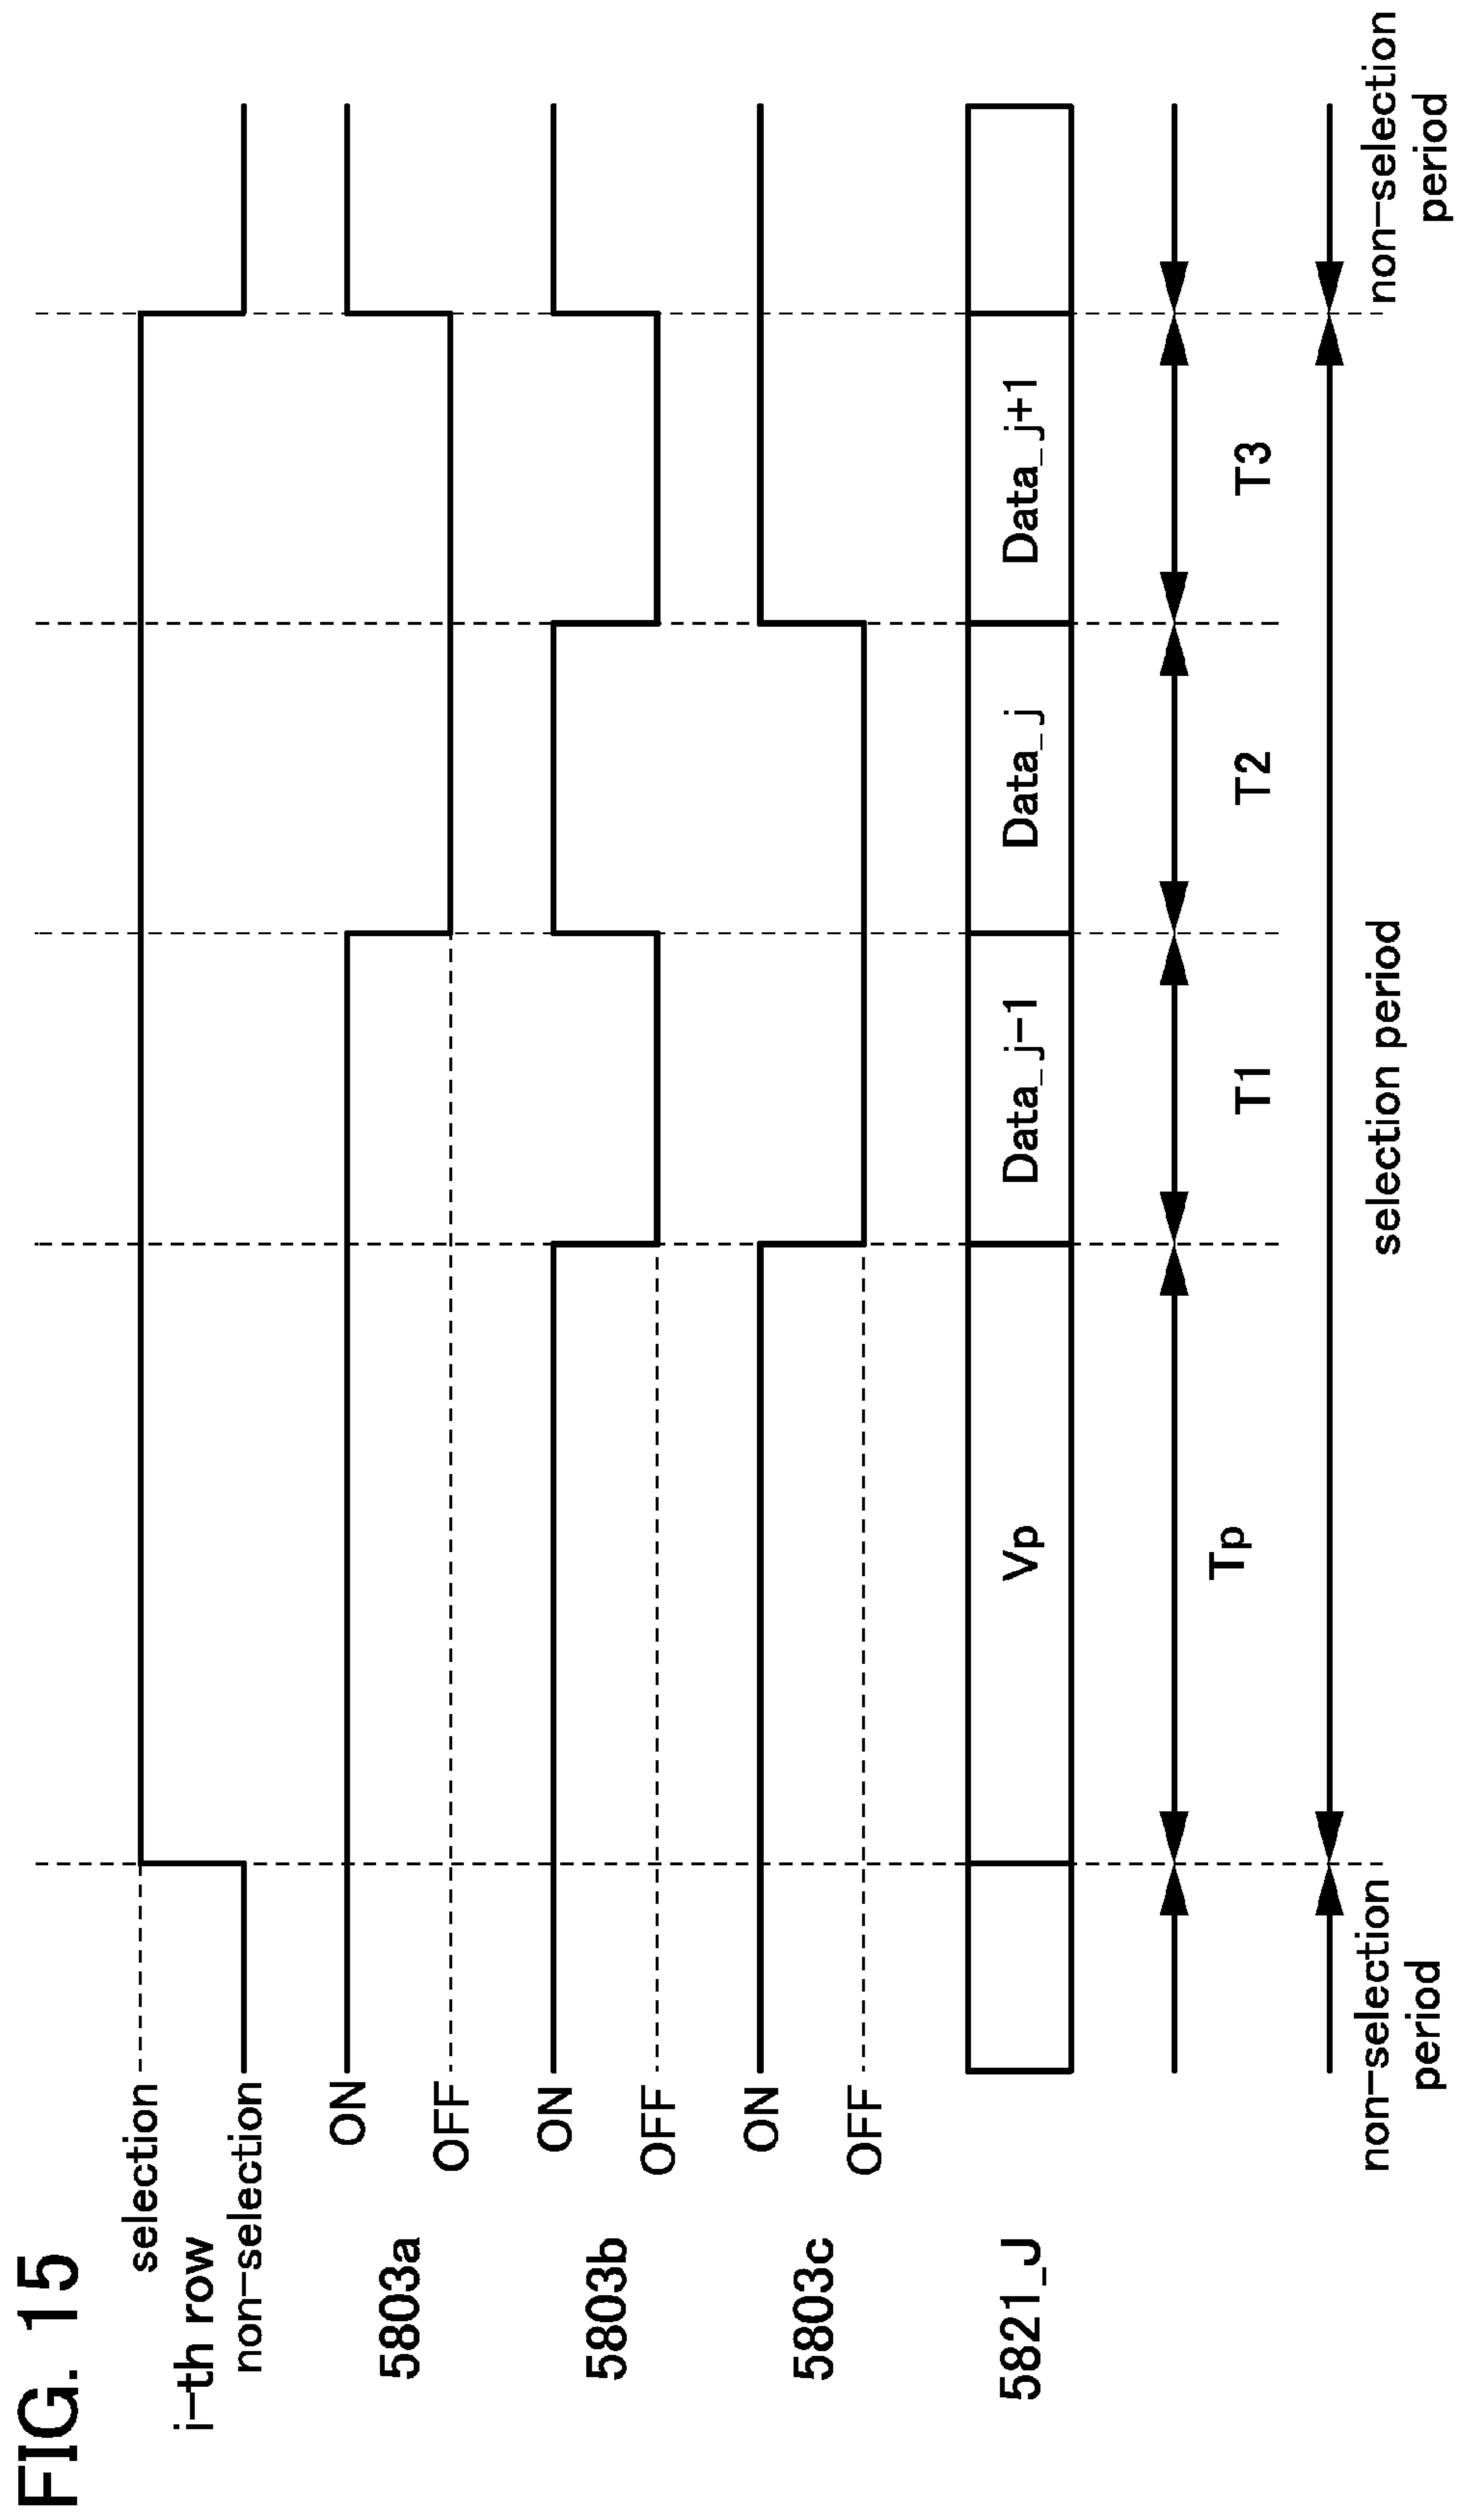 FIG. 15
selection
i-th row
non-selection
ON
5803a
OFF
ON
5803b
OFF
ON
5803c
OFF
5821_J
Vp
Data_j-1
Data_j
Data_j+1
Tp
T1
T2
T3
non-selection
period
selection period
non-selection
period